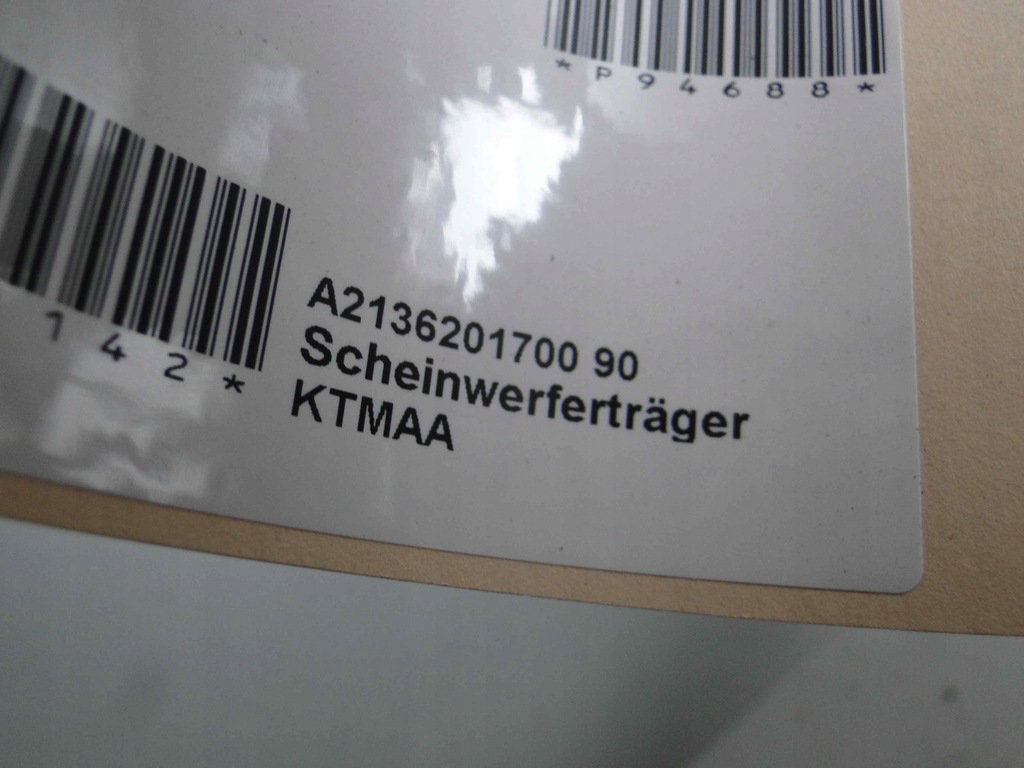 *P94688*
142*
A2136201700 90
Scheinwerferträger
KTMAA